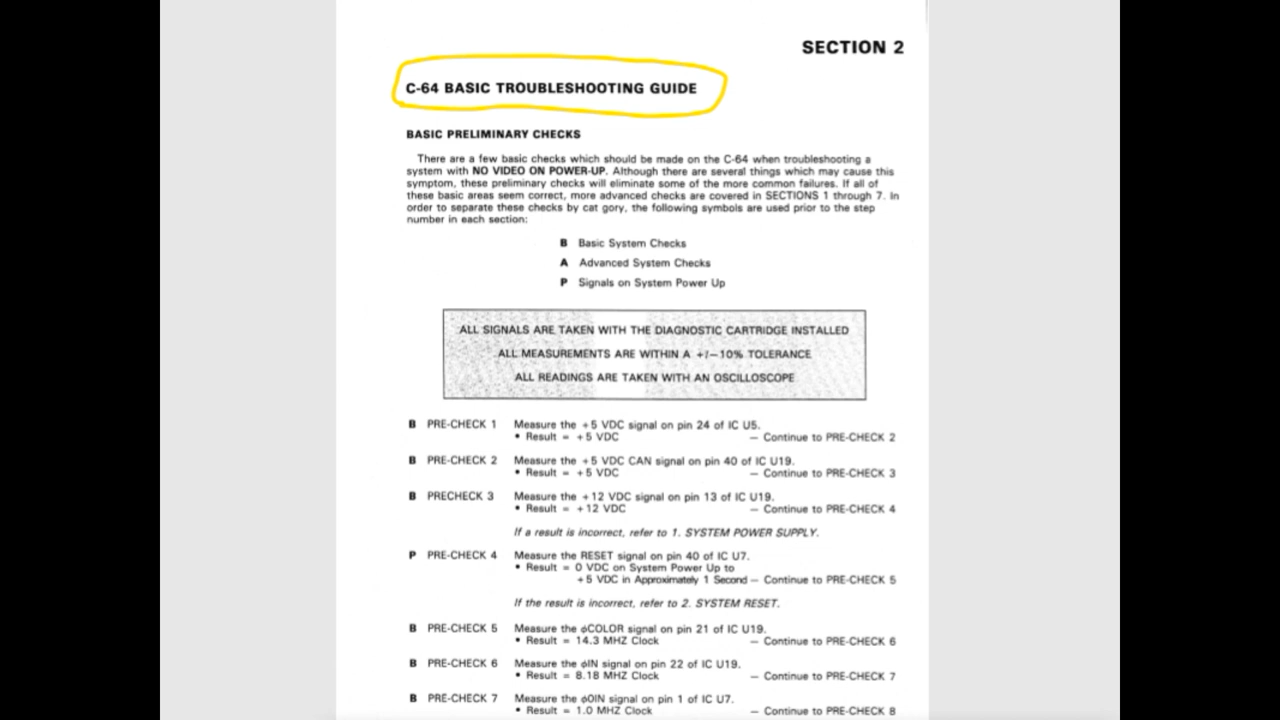 SECTION 2
C-64 BASIC TROUBLESHOOTING GUIDE
BASIC PRELIMINARY CHECKS
There are a few basic checks which should be made on the C-64 when troubleshooting a
system with NO VIDEO ON POWER-UP. Although there are several things which may cause this
symptom, these preliminary checks will eliminate some of the more common failures. If all of
these basic areas seem correct, more advanced checks are covered in SECTIONS 1 through 7. In
order to separate these checks by cat gory, the following symbols are used prior to the step
number in each section:
B Basic System Checks
A Advanced System Checks
P Signals on System Power Up
ALL SIGNALS ARE TAKEN WITH THE DIAGNOSTIC CARTRIDGE INSTALLED
ALL MEASUREMENTS ARE WITHIN A +/-10% TOLERANCE
ALL READINGS ARE TAKEN WITH AN OSCILLOSCOPE
B PRE-CHECK 1 Measure the +5 VDC signal on pin 24 of IC U5.
• Result = +5 VDC — Continue to PRE-CHECK 2
B PRE-CHECK 2 Measure the +5 VDC CAN signal on pin 40 of IC U19.
• Result = +5 VDC — Continue to PRE-CHECK 3
B PRECHECK 3 Measure the +12 VDC signal on pin 13 of IC U19.
• Result = +12 VDC — Continue to PRE-CHECK 4
If a result is incorrect, refer to 1. SYSTEM POWER SUPPLY.
P PRE-CHECK 4 Measure the RESET signal on pin 40 of IC U7.
• Result = 0 VDC on System Power Up to
+5 VDC in Approximately 1 Second — Continue to PRE-CHECK 5
If the result is incorrect, refer to 2. SYSTEM RESET.
B PRE-CHECK 5 Measure the øCOLOR signal on pin 21 of IC U19.
• Result = 14.3 MHZ Clock — Continue to PRE-CHECK 6
B PRE-CHECK 6 Measure the øIN signal on pin 22 of IC U19.
• Result = 8.18 MHZ Clock — Continue to PRE-CHECK 7
B PRE-CHECK 7 Measure the øOIN signal on pin 1 of IC U7.
• Result = 1.0 MHZ Clock — Continue to PRE-CHECK 8